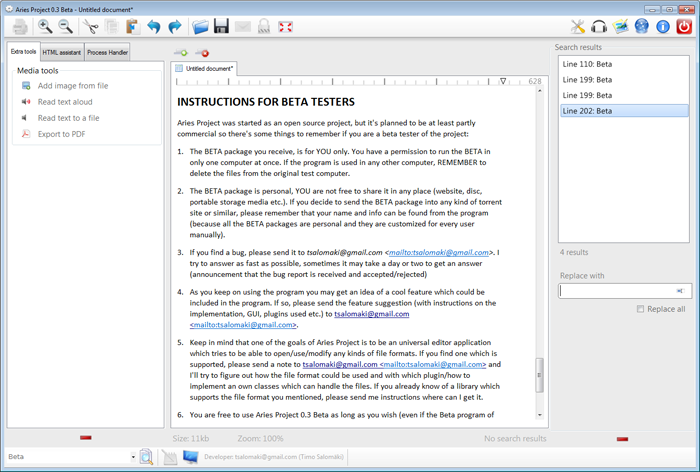 Aries Project 0.3 Beta - Untitled document*
Extra tools
HTML assistant
Process Handler
Media tools
Add image from file
Read text aloud
Read text to a file
Export to PDF
Untitled document*
628
INSTRUCTIONS FOR BETA TESTERS
Aries Project was started as an open source project, but it's planned to be at least partly
commercial so there's some things to remember if you are a beta tester of the project:
1. The BETA package you receive, is for YOU only. You have a permission to run the BETA in
only one computer at once. If the program is used in any other computer, REMEMBER to
delete the files from the original test computer.
2. The BETA package is personal, YOU are not free to share it in any place (website, disc,
portable storage media etc.). If you decide to send the BETA package into any kind of torrent
site or similar, please remember that your name and info can be found from the program
(because all the BETA packages are personal and they are customized for every user
manually).
3. If you find a bug, please send it to tsalomaki@gmail.com <mailto:tsalomaki@gmail.com>. I
try to answer as fast as possible, sometimes it may take a day or two to get an answer
(announcement that the bug report is received and accepted/rejected)
4. As you keep on using the program you may get an idea of a cool feature which could be
included in the program. If so, please send the feature suggestion (with instructions on the
implementation, GUI, plugins used etc.) to tsalomaki@gmail.com
<mailto:tsalomaki@gmail.com>.
5. Keep in mind that one of the goals of Aries Project is to be an universal editor application
which tries to be able to open/use/modify any kinds of file formats. If you find one which is
supported, please send a note to tsalomaki@gmail.com <mailto:tsalomaki@gmail.com> and
I'll try to figure out how the file format could be used and with which plugin/how to
implement an own classes which can handle the files. If you already know of a library which
supports the file format you mentioned, please send me instructions where can I get it.
6. You are free to use Aries Project 0.3 Beta as long as you wish (even if the Beta program of
Search results
Line 110: Beta
Line 199: Beta
Line 199: Beta
Line 202: Beta
4 results
Replace with
Replace all
Size: 11kb
Zoom: 100%
No search results
Beta
Developer: tsalomaki@gmail.com (Timo Salomäki)